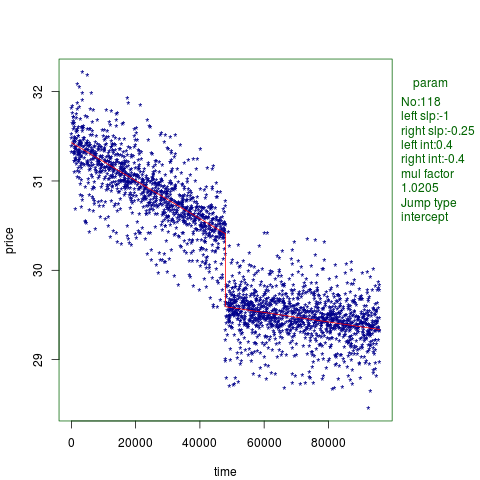 param
No:118
left slp:-1
right slp:-0.25
left int:0.4
right int:-0.4
mul factor
1.0205
Jump type
intercept
32
31
30
29
price
0 20000 40000 60000 80000
time